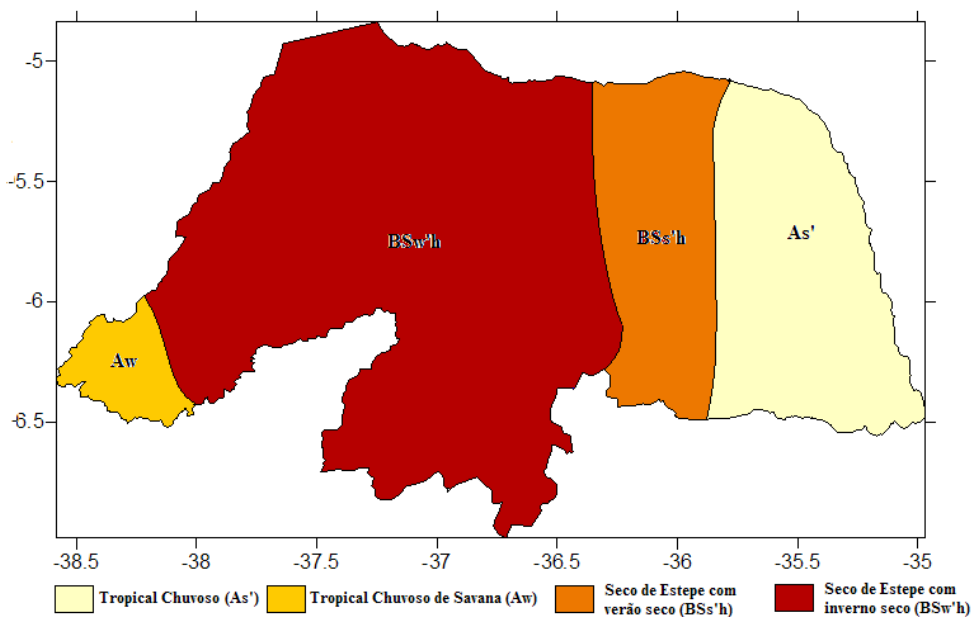 -5
-5.5
-6
-6.5
BSw'h
BSs'h
As'
Aw
-38.5 -38 -37.5 -37 -36.5 -36 -35.5 -35
Tropical Chuvoso (As')
Tropical Chuvoso de Savana (Aw)
Seco de Estepe com
verão seco (BSs'h)
Seco de Estepe com
inverno seco (BSw'h)